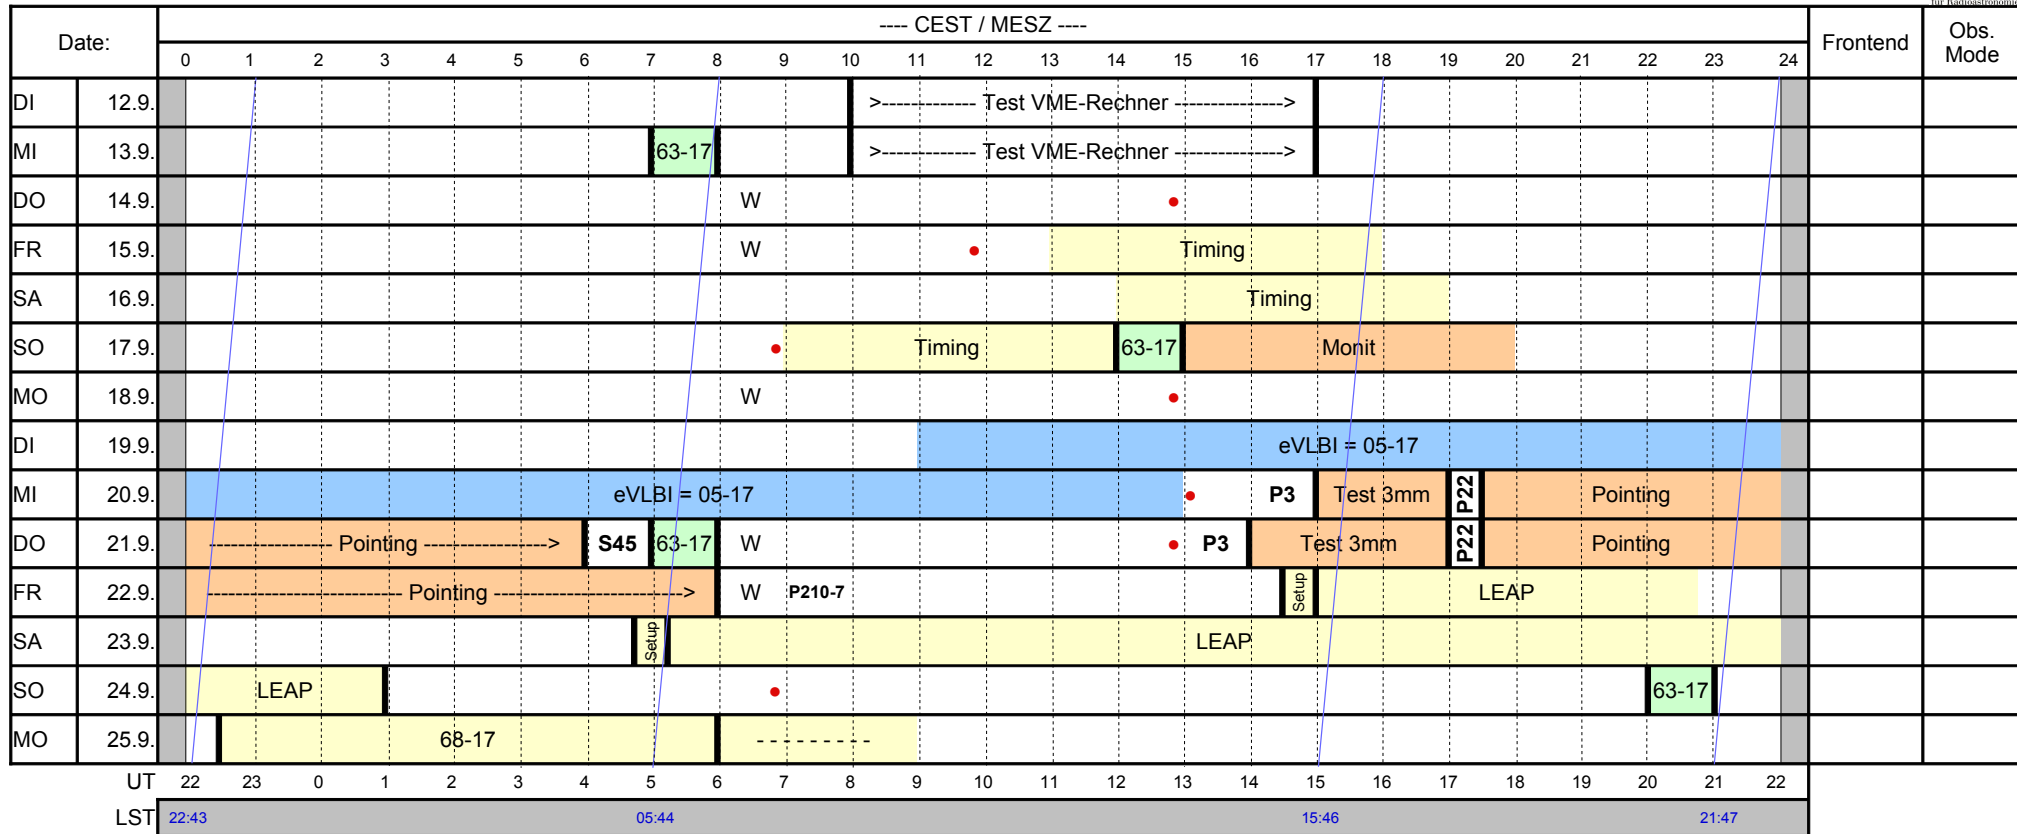 für Radioastronomie
Date:
---- CEST / MESZ ----
Frontend
Obs.
Mode
0 1 2 3 4 5 6 7 8 9 10 11 12 13 14 15 16 17 18 19 20 21 22 23 24
DI 12.9. >------------- Test VME-Rechner -------------->
MI 13.9. 63-17 >------------- Test VME-Rechner -------------->
DO 14.9. W
FR 15.9. W Timing
SA 16.9. Timing
SO 17.9. Timing 63-17 Monit
MO 18.9. W
DI 19.9. eVLBI = 05-17
MI 20.9. eVLBI = 05-17 P3 Test 3mm P22 Pointing
DO 21.9. ---------------- Pointing ----------------> S45 63-17 W P3 Test 3mm P22 Pointing
FR 22.9. -------------------------- Pointing --------------------------> W P210-7 Setup LEAP
SA 23.9. Setup LEAP
SO 24.9. LEAP 63-17
MO 25.9. 68-17 - - - - - - - - -
UT 22 23 0 1 2 3 4 5 6 7 8 9 10 11 12 13 14 15 16 17 18 19 20 21 22
LST 22:43 05:44 15:46 21:47